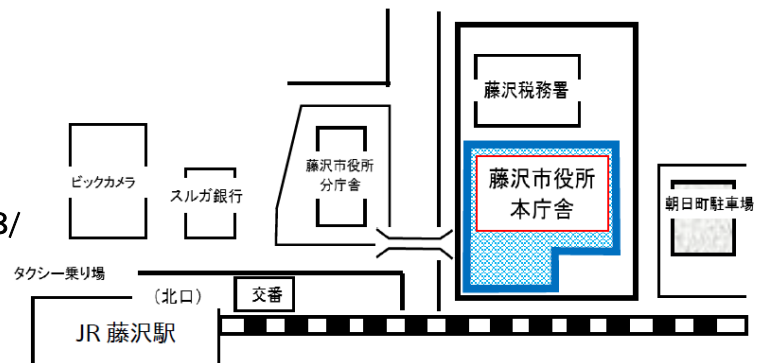 藤沢税務署
藤沢市役所
分庁舎
ビックカメラ
スルガ銀行
藤沢市役所
本庁舎
朝日町駐車場
8/
タクシー乗り場
(北口)
交番
JR 藤沢駅